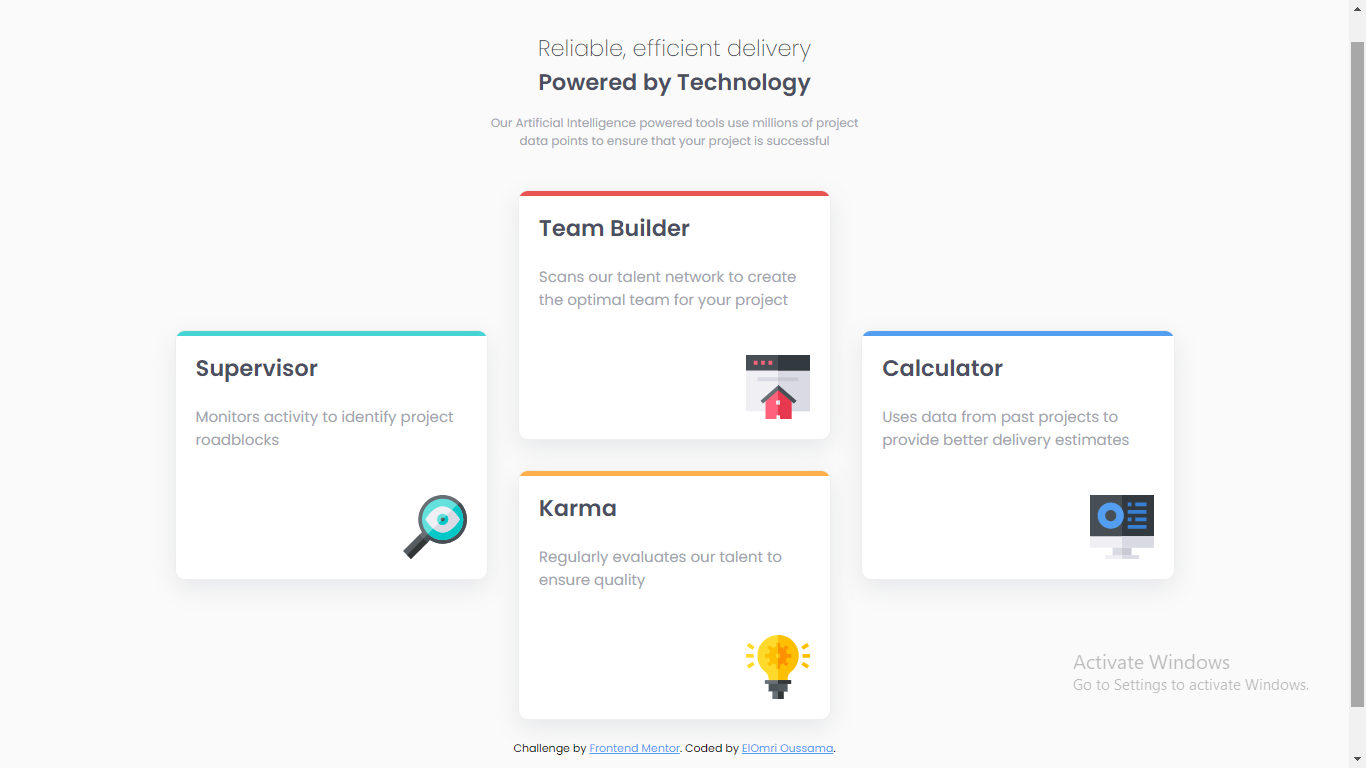 Reliable, efficient delivery
Powered by Technology
Our Artificial Intelligence powered tools use millions of project
data points to ensure that your project is successful
Team Builder
Scans our talent network to create
the optimal team for your project
Supervisor
Monitors activity to identify project
roadblocks
Calculator
Uses data from past projects to
provide better delivery estimates
Karma
Regularly evaluates our talent to
ensure quality
Activate Windows
Go to Settings to activate Windows.
Challenge by Frontend Mentor. Coded by ElOmri Oussama.